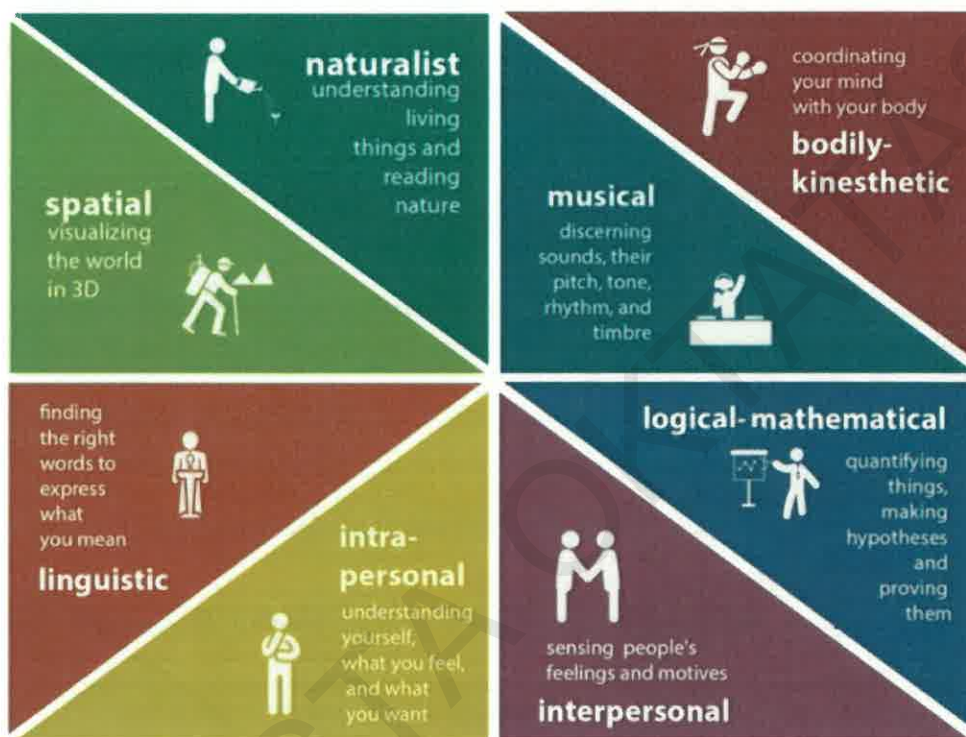 naturalist
understanding
living
things and
reading
nature
spatial
visualizing
the world
in 3D
coordinating
your mind
with your body
bodily-
kinesthetic
musical
discerning
sounds, their
pitch, tone,
rhythm, and
timbre
finding
the right
words to
express
what
you mean
linguistic
intra-
personal
understanding
yourself,
what you feel,
and what
you want
logical-mathematical
quantifying
things,
making
hypotheses
and
proving
them
sensing people's
feelings and motives
interpersonal